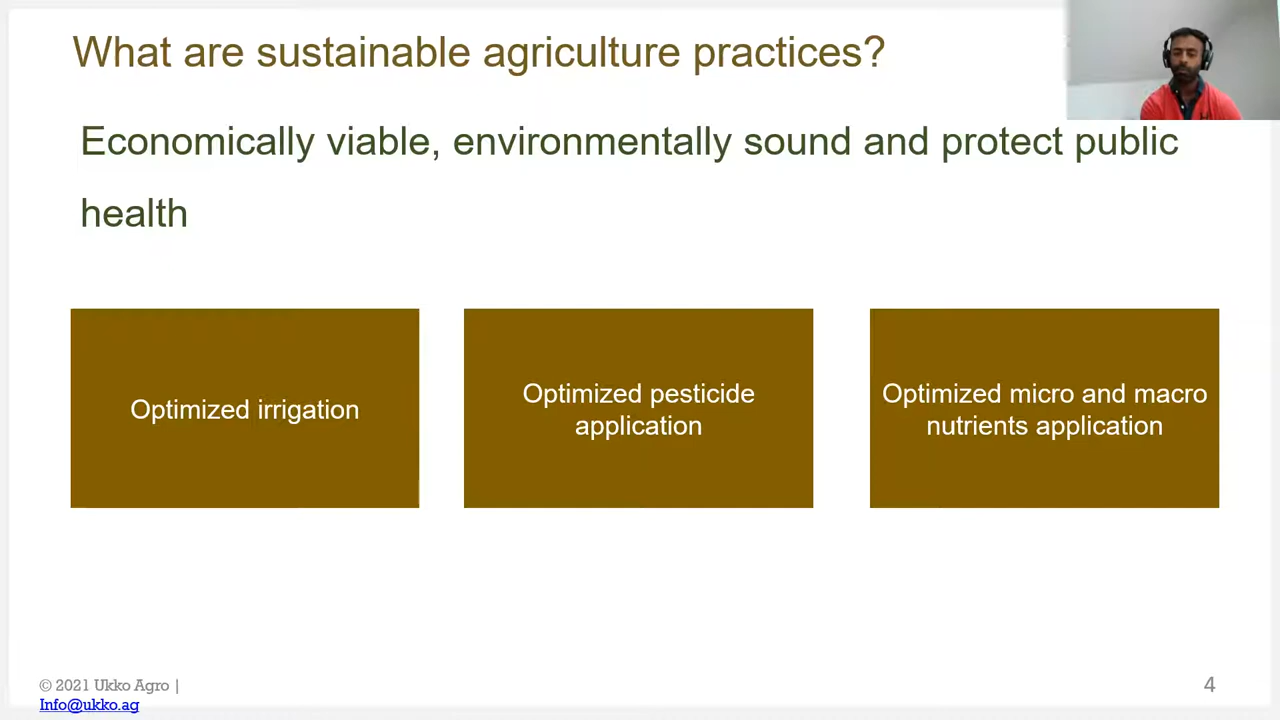 What are sustainable agriculture practices?
Economically viable, environmentally sound and protect public
health
Optimized irrigation
Optimized pesticide
application
Optimized micro and macro
nutrients application
© 2021 Ukko Agro |
Info@ukko.ag
4